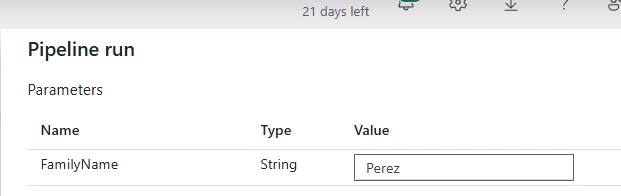 21 days left
Pipeline run
Parameters
Name Type Value
FamilyName String Perez